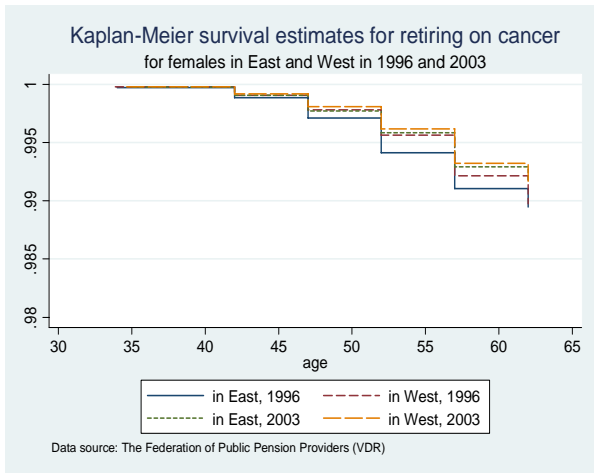 Kaplan-Meier survival estimates for retiring on cancer
for females in East and West in 1996 and 2003
1
.995
.99
.985
.98
30 35 40 45 50 55 60 65
age
in East, 1996 in West, 1996
in East, 2003 in West, 2003
Data source: The Federation of Public Pension Providers (VDR)